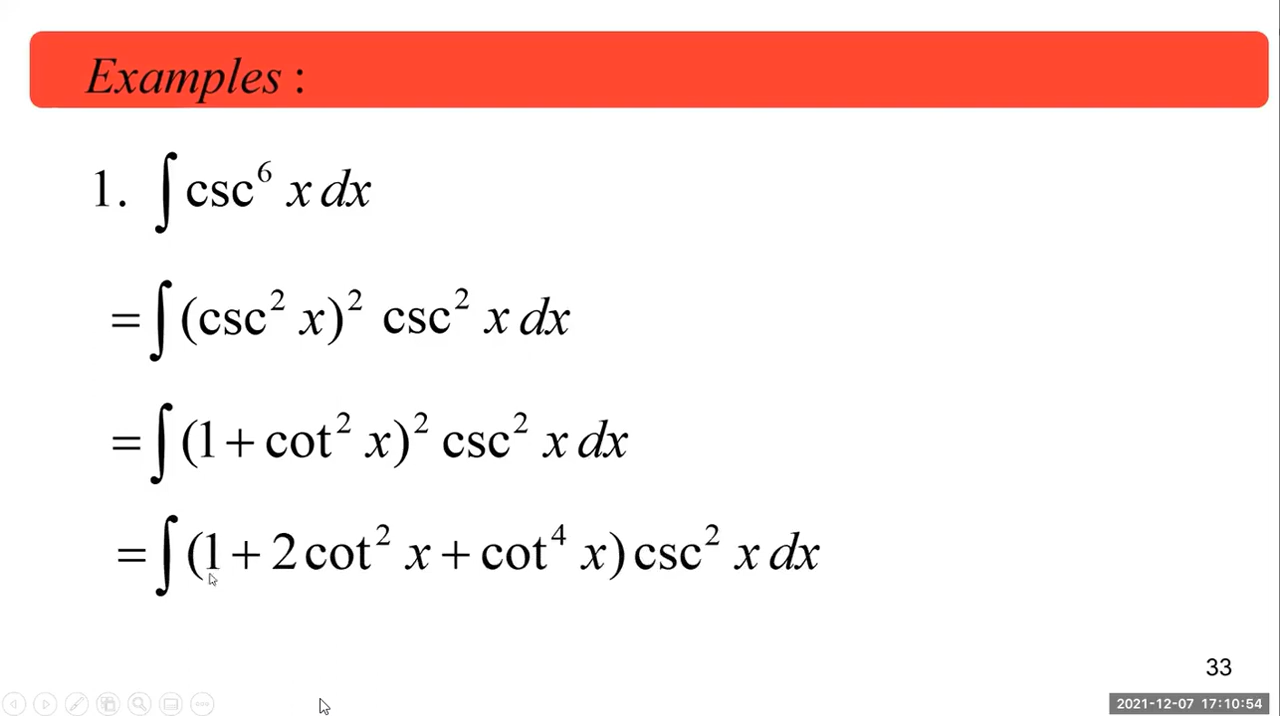 Examples :
1. ∫ csc⁶ x dx
= ∫ (csc² x)² csc² x dx
= ∫ (1 + cot² x)² csc² x dx
= ∫ (1 + 2 cot² x + cot⁴ x) csc² x dx
33
2021-12-07 17:10:54